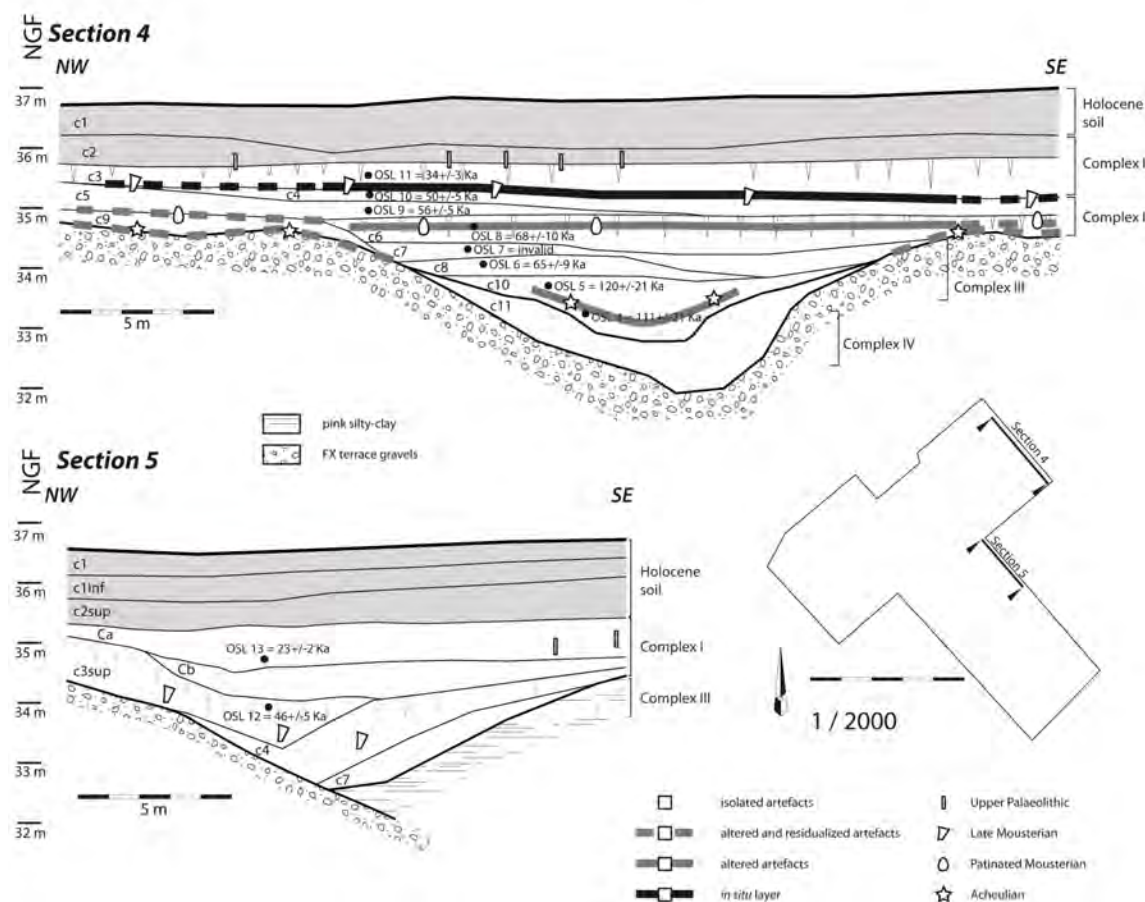 NGF
Section 4
NW
SE
37 m
36 m
35 m
34 m
33 m
32 m
c1
c2
c3
c4
c5
c9
c6
c7
c8
c10
c11
OSL 11 = 34+/-3 Ka
OSL 10 = 50+/-5 Ka
OSL 9 = 56+/-5 Ka
OSL 8 = 68+/-10 Ka
OSL 7 = invalid
OSL 6 = 65+/-9 Ka
OSL 5 = 120+/-21 Ka
OSL 4 = 111+/-21 Ka
Holocene
soil
Complex I
Complex I
Complex III
Complex IV
5 m
pink silty-clay
FX terrace gravels
NGF
Section 5
NW
SE
37 m
36 m
35 m
34 m
33 m
32 m
c1
c1inf
c2sup
Ca
Cb
c3sup
c4
c7
OSL 13 = 23+/-2 Ka
OSL 12 = 46+/-5 Ka
Holocene
soil
Complex I
Complex III
5 m
Section 4
Section 5
1 / 2000
isolated artefacts
altered and residualized artefacts
altered artefacts
in situ layer
Upper Palaeolithic
Late Mousterian
Patinated Mousterian
Acheulian